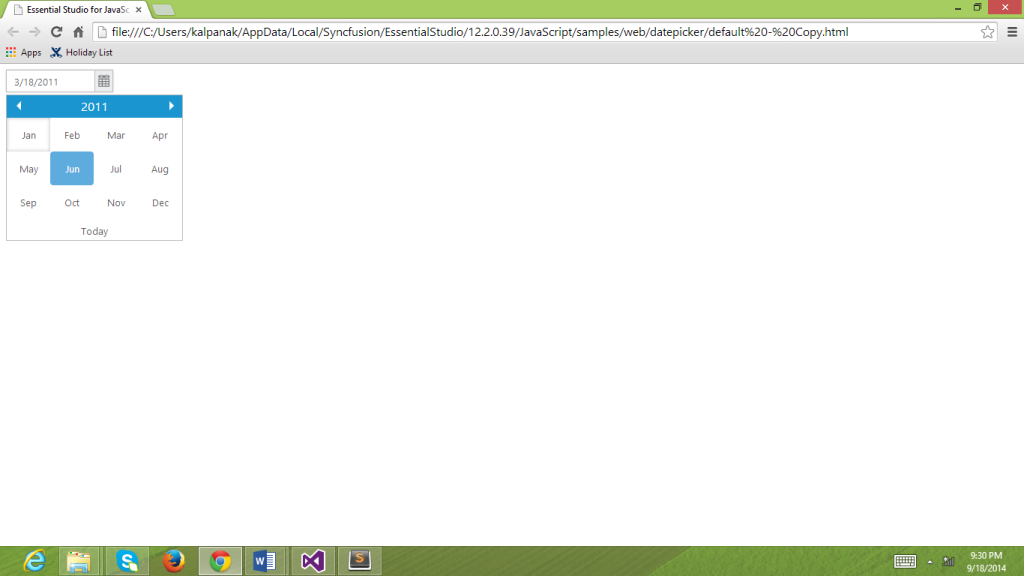 Essential Studio for JavaSc
file:///C:/Users/kalpanak/AppData/Local/Syncfusion/EssentialStudio/12.2.0.39/JavaScript/samples/web/datepicker/default%20-%20Copy.html
Apps Holiday List
3/18/2011
2011
Jan Feb Mar Apr
May Jun Jul Aug
Sep Oct Nov Dec
Today
9:30 PM
9/18/2014